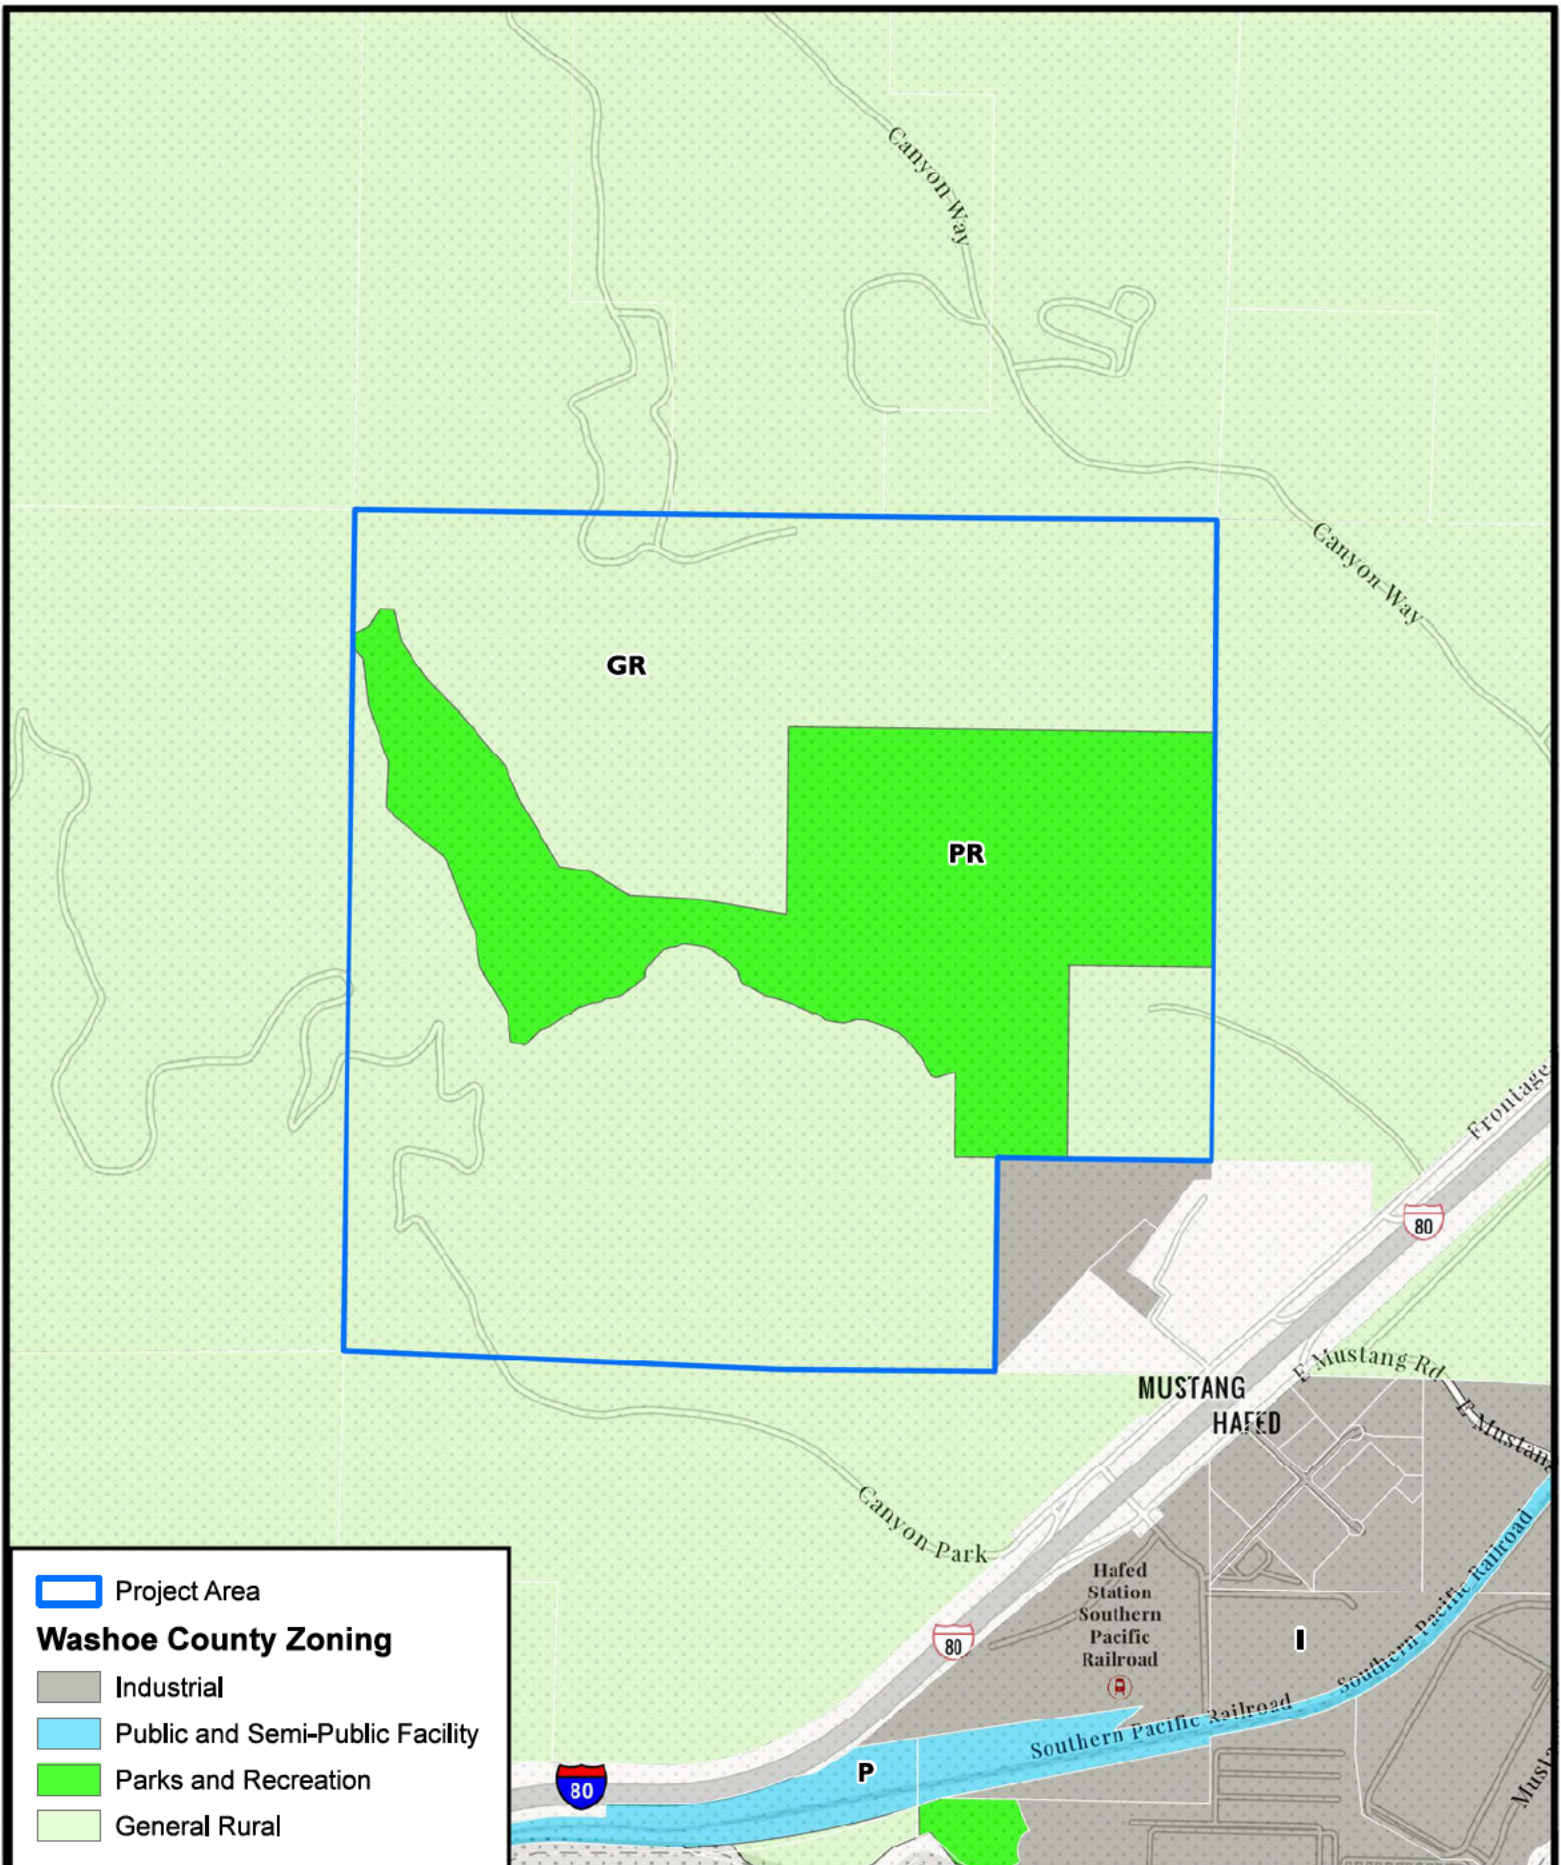 Canyon Way
Canyon Way
GR
PR
Frontage
80
E Mustang Rd
MUSTANG
HAFED
E Mustang
Canyon Park
Hafed
Station
Southern
Pacific
Railroad
80
I
Southern Pacific Railroad
Southern Pacific Railroad
P
80
Project Area
Washoe County Zoning
Industrial
Public and Semi-Public Facility
Parks and Recreation
General Rural